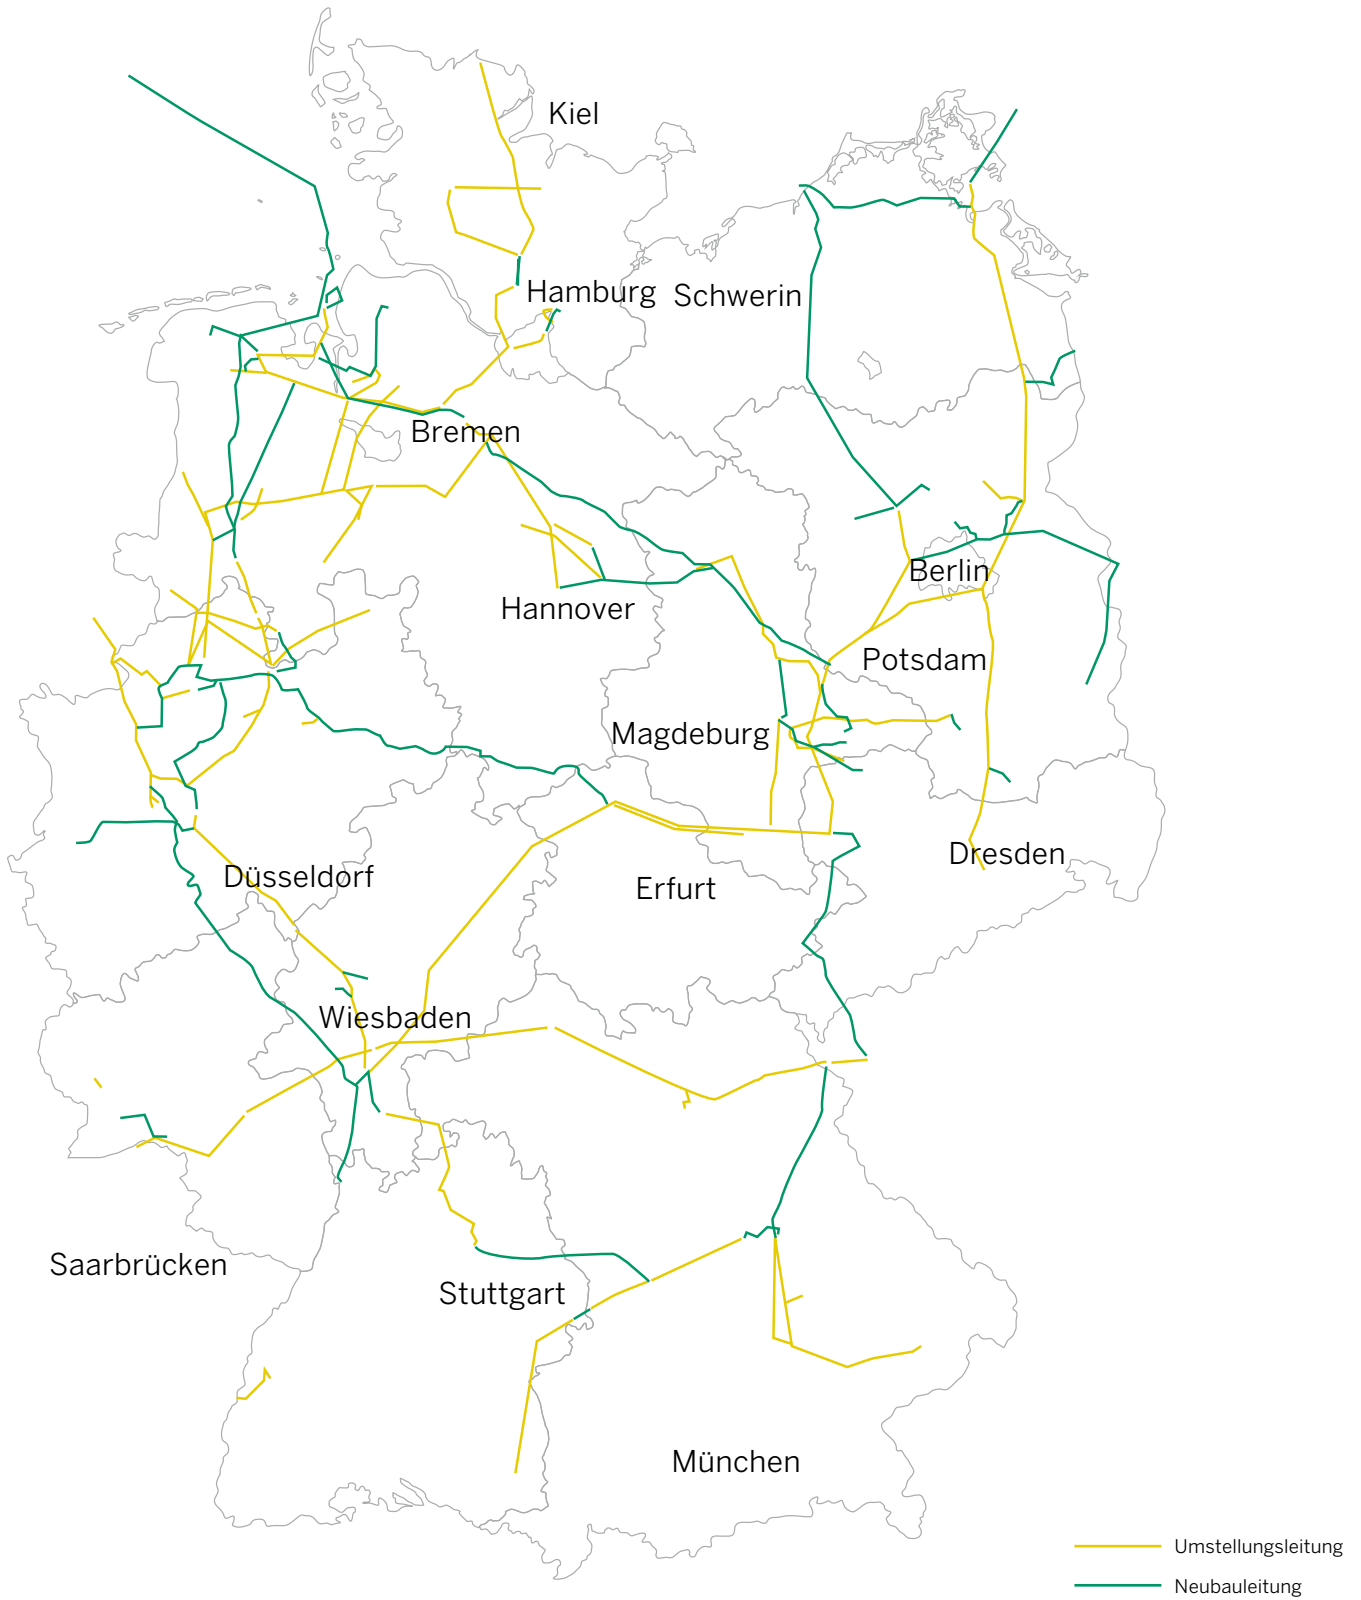 Kiel
Hamburg
Schwerin
Bremen
Berlin
Hannover
Potsdam
Magdeburg
Dresden
Düsseldorf
Erfurt
Wiesbaden
Saarbrücken
Stuttgart
München
Umstellungsleitung
Neubauleitung